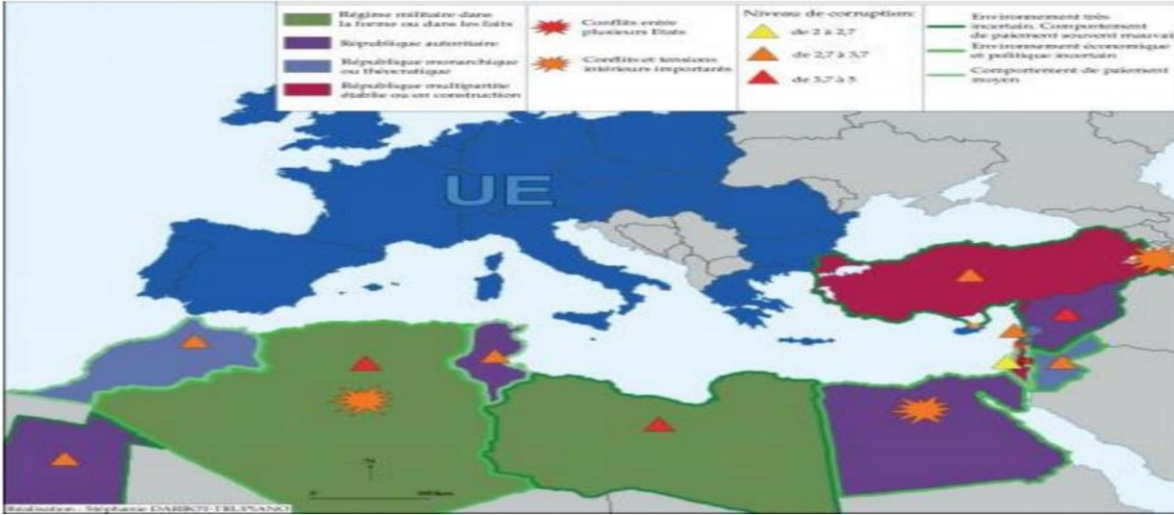 Régime militaire dans
la forme ou dans les faits
République autoritaire
République monarchique
ou théocratique
République multipartite
établie ou en construction
Conflits entre
plusieurs Etats
Conflits et tensions
intérieurs importants
Niveau de corruption:
de 2 à 2,7
de 2,7 à 3,7
de 3,7 à 5
Environnement très
incertain. Comportement
de paiement souvent mauvais
Environnement économique
et politique incertain
Comportement de paiement
moyen
UE
N
0
Réalisation : Stéphanie